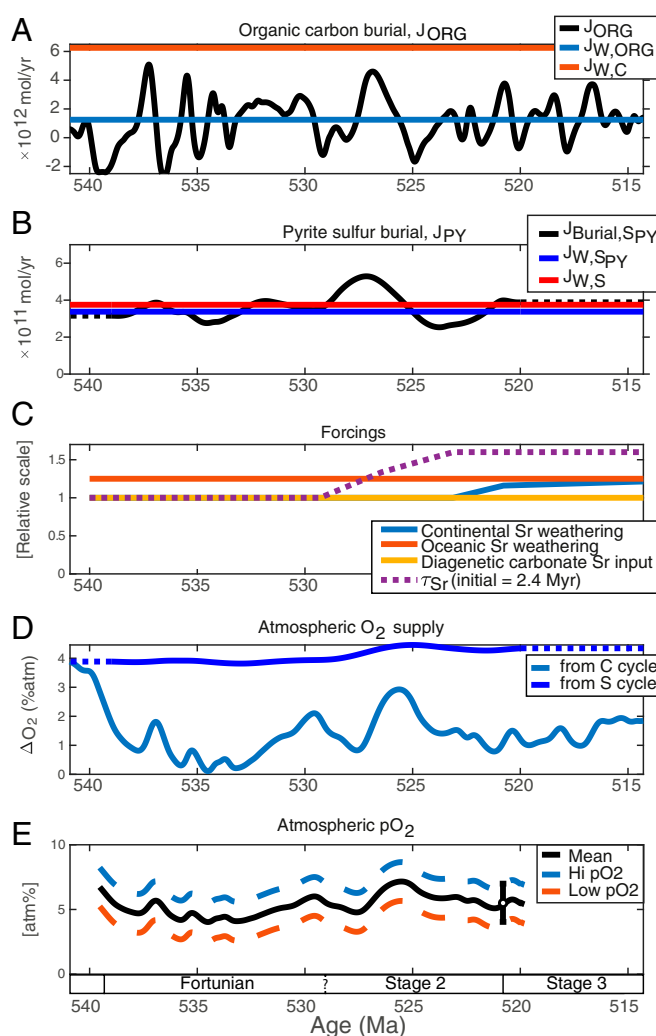 A
Organic carbon burial, JORG
JORG
JW,ORG
JW,C
6
4
2
0
-2
× 10^12 mol/yr
540 535 530 525 520 515
B
Pyrite sulfur burial, JPY
JBurial,SPY
JW,SPY
JW,S
6
4
2
0
× 10^11 mol/yr
540 535 530 525 520 515
C
Forcings
1.5
1
0.5
0
[Relative scale]
Continental Sr weathering
Oceanic Sr weathering
Diagenetic carbonate Sr input
τSr (initial = 2.4 Myr)
540 535 530 525 520 515
D
Atmospheric O2 supply
from C cycle
from S cycle
4
3
2
1
0
ΔO2 (%atm)
540 535 530 525 520 515
E
Atmospheric pO2
Mean
Hi pO2
Low pO2
10
5
0
[atm%]
Fortunian ? Stage 2 Stage 3
540 535 530 525 520 515
Age (Ma)